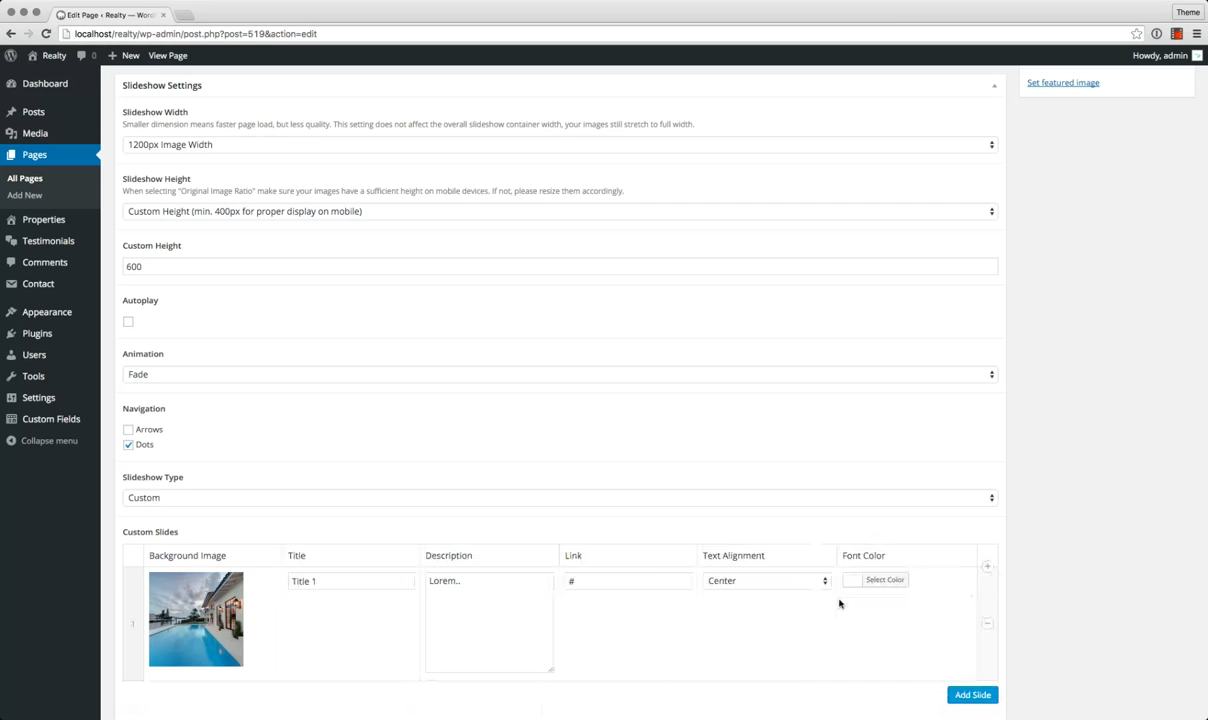 Edit Page ‹ Realty — Word
Theme
localhost/realty/wp-admin/post.php?post=519&action=edit
Realty 0 New View Page
Howdy, admin
Dashboard
Posts
Media
Pages
All Pages
Add New
Properties
Testimonials
Comments
Contact
Appearance
Plugins
Users
Tools
Settings
Custom Fields
Collapse menu
Slideshow Settings
Slideshow Width
Smaller dimension means faster page load, but less quality. This setting does not affect the overall slideshow container width, your images still stretch to full width.
1200px Image Width
Slideshow Height
When selecting "Original Image Ratio" make sure your images have a sufficient height on mobile devices. If not, please resize them accordingly.
Custom Height (min. 400px for proper display on mobile)
Custom Height
600
Autoplay
Animation
Fade
Navigation
Arrows
Dots
Slideshow Type
Custom
Custom Slides
Background Image Title Description Link Text Alignment Font Color
1 Title 1 Lorem.. # Center Select Color
Add Slide
Set featured image